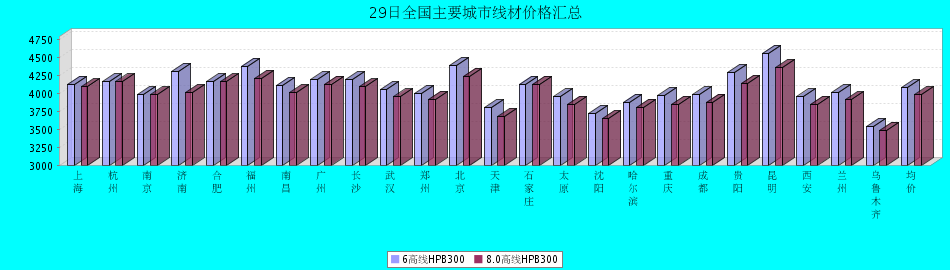 29日全国主要城市线材价格汇总
4750
4500
4250
4000
3750
3500
3250
3000
上海 杭州 南京 济南 合肥 福州 南昌 广州 长沙 武汉 郑州 北京 天津 石家庄 太原 沈阳 哈尔滨 重庆 成都 贵阳 昆明 西安 兰州 乌鲁木齐 均价
6高线HPB300 8.0高线HPB300